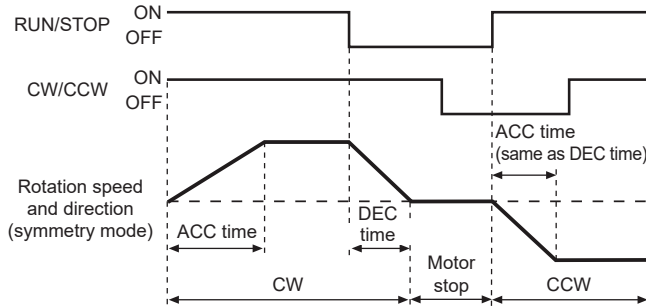 RUN/STOP
ON
OFF
CW/CCW
ON
OFF
ACC time
(same as DEC time)
Rotation speed
and direction
(symmetry mode)
ACC time
DEC
time
CW
Motor
stop
CCW